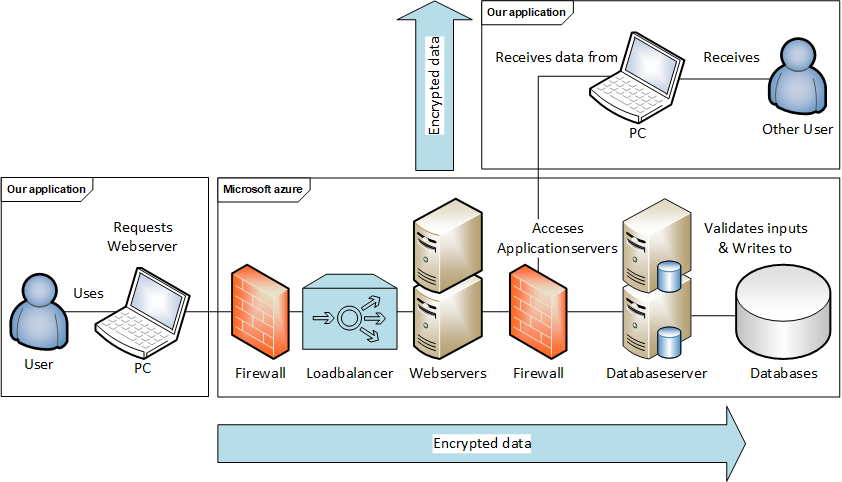 Our application
Encrypted data
Receives data from
Receives
PC
Other User
Our application
Requests
Webserver
Uses
User
PC
Microsoft azure
Acceses
Applicationservers
Validates inputs
& Writes to
Firewall
Loadbalancer
Webservers
Firewall
Databaseserver
Databases
Encrypted data